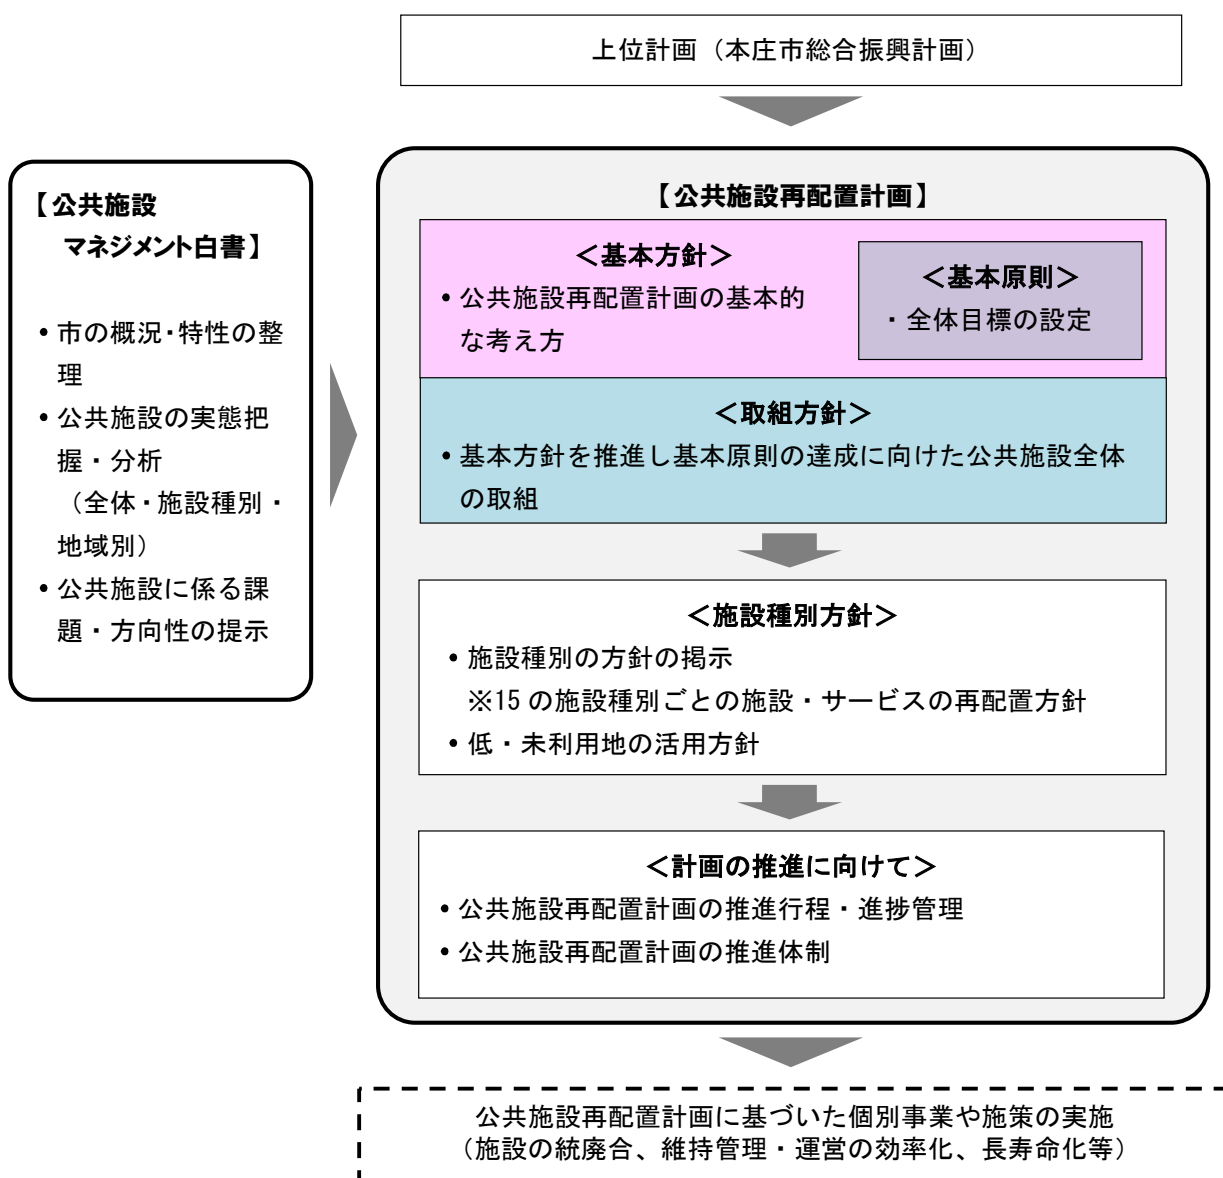 上位計画（本庄市総合振興計画）
【公共施設
マネジメント白書】
• 市の概況・特性の整
理
• 公共施設の実態把
握・分析
（全体・施設種別・
地域別）
• 公共施設に係る課
題・方向性の提示
【公共施設再配置計画】
＜基本方針＞
• 公共施設再配置計画の基本的
な考え方
＜基本原則＞
・全体目標の設定
＜取組方針＞
• 基本方針を推進し基本原則の達成に向けた公共施設全体
の取組
＜施設種別方針＞
• 施設種別の方針の掲示
※15 の施設種別ごとの施設・サービスの再配置方針
• 低・未利用地の活用方針
＜計画の推進に向けて＞
• 公共施設再配置計画の推進行程・進捗管理
• 公共施設再配置計画の推進体制
公共施設再配置計画に基づいた個別事業や施策の実施
（施設の統廃合、維持管理・運営の効率化、長寿命化等）